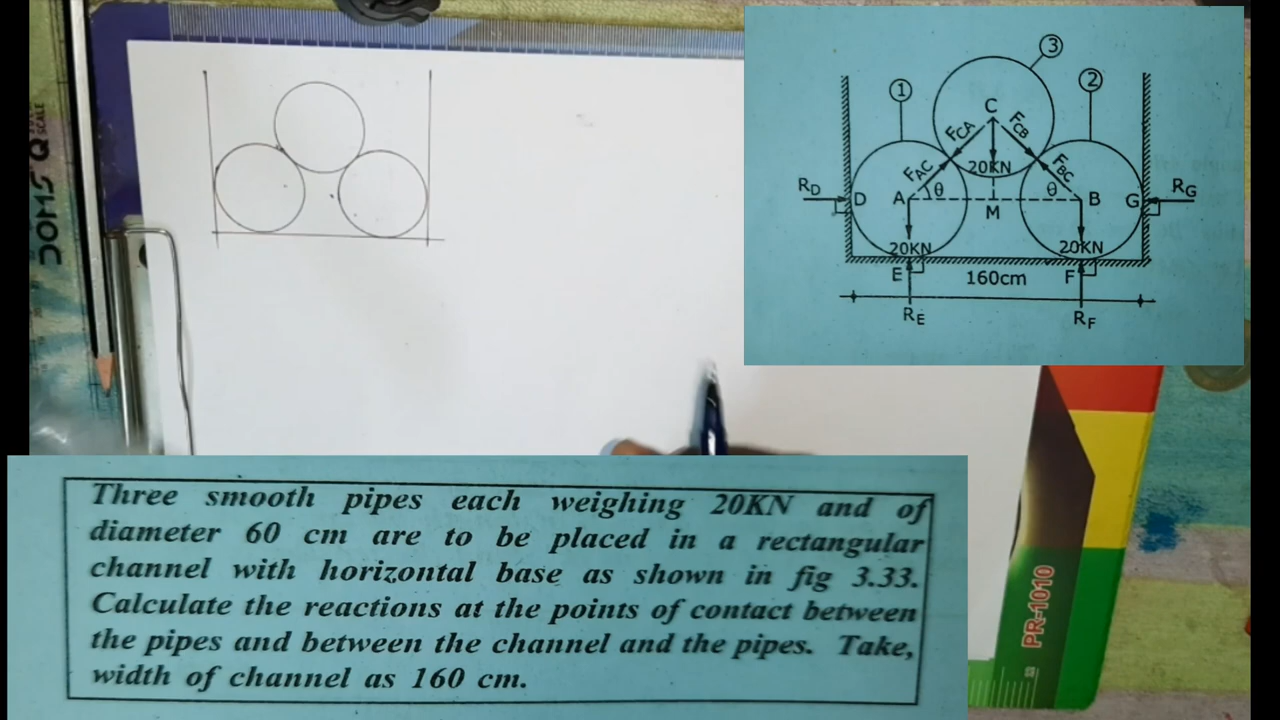 DOMS Q SCALE
3
1
2
C
FCA
FCB
20KN
FAC
FBC
RD
D
A
θ
M
θ
B
G
RG
20KN
20KN
E
160cm
F
RE
RF
Three smooth pipes each weighing 20KN and of
diameter 60 cm are to be placed in a rectangular
channel with horizontal base as shown in fig 3.33.
Calculate the reactions at the points of contact between
the pipes and between the channel and the pipes. Take,
width of channel as 160 cm.
PR-1010